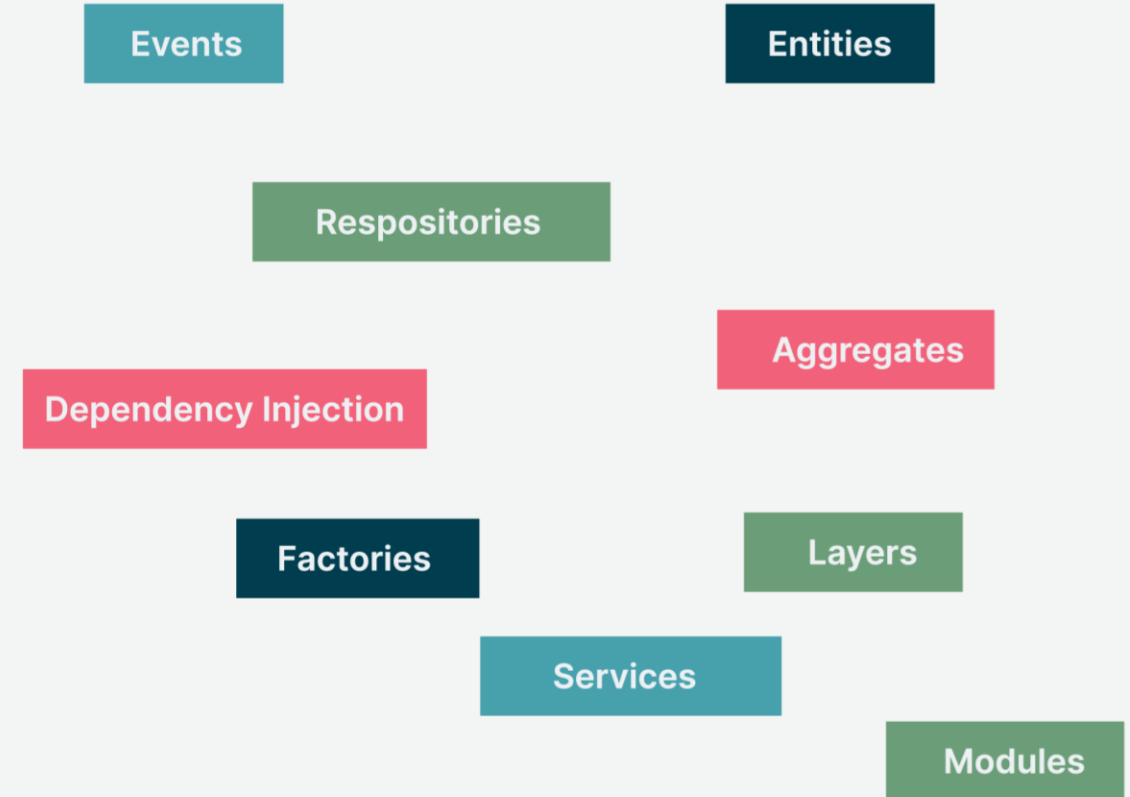 Events
Entities
Respositories
Aggregates
Dependency Injection
Factories
Layers
Services
Modules